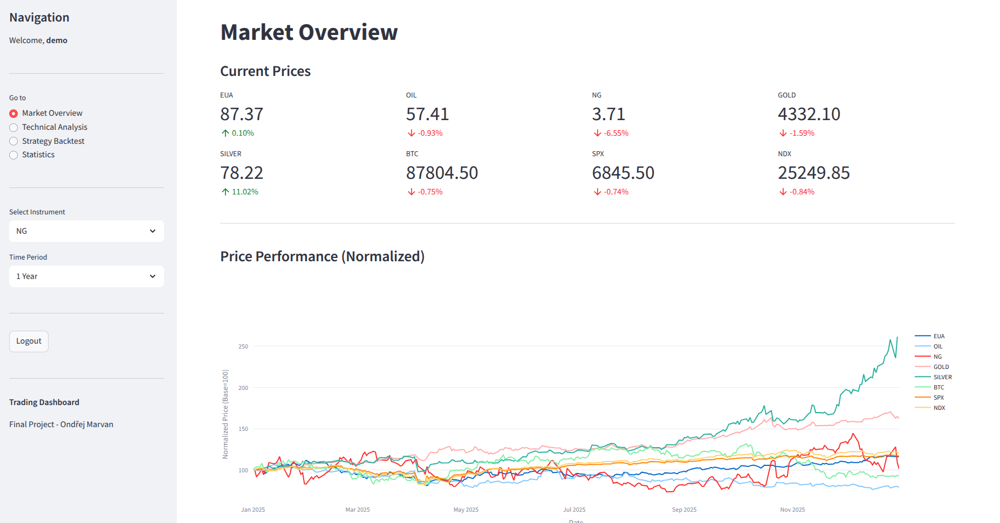 Navigation
Welcome, demo
Go to
Market Overview
Technical Analysis
Strategy Backtest
Statistics
Select Instrument
NG
Time Period
1 Year
Logout
Trading Dashboard
Final Project - Ondřej Marvan
Market Overview
Current Prices
EUA
87.37
0.10%
OIL
57.41
-0.93%
NG
3.71
-6.55%
GOLD
4332.10
-1.59%
SILVER
78.22
11.02%
BTC
87804.50
-0.75%
SPX
6845.50
-0.74%
NDX
25249.85
-0.84%
Price Performance (Normalized)
Normalized Price (Base=100)
250
200
150
100
Jan 2025
Mar 2025
May 2025
Jul 2025
Sep 2025
Nov 2025
Date
EUA
OIL
NG
GOLD
SILVER
BTC
SPX
NDX